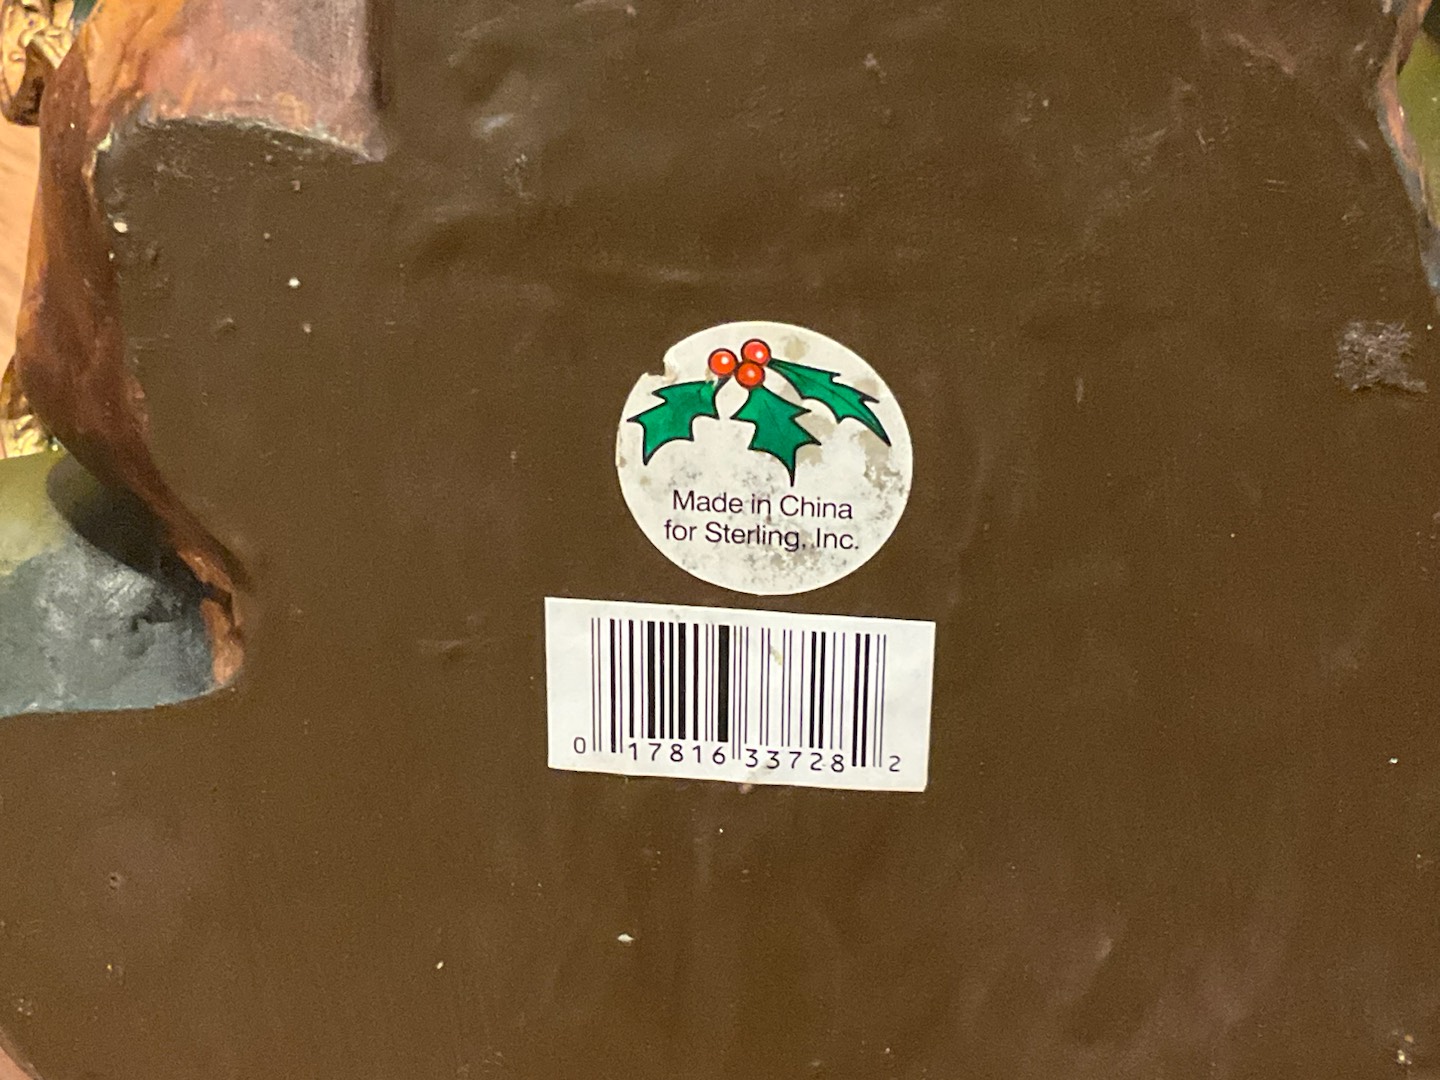 Made in China
for Sterling, Inc.
0 17816 33728 2